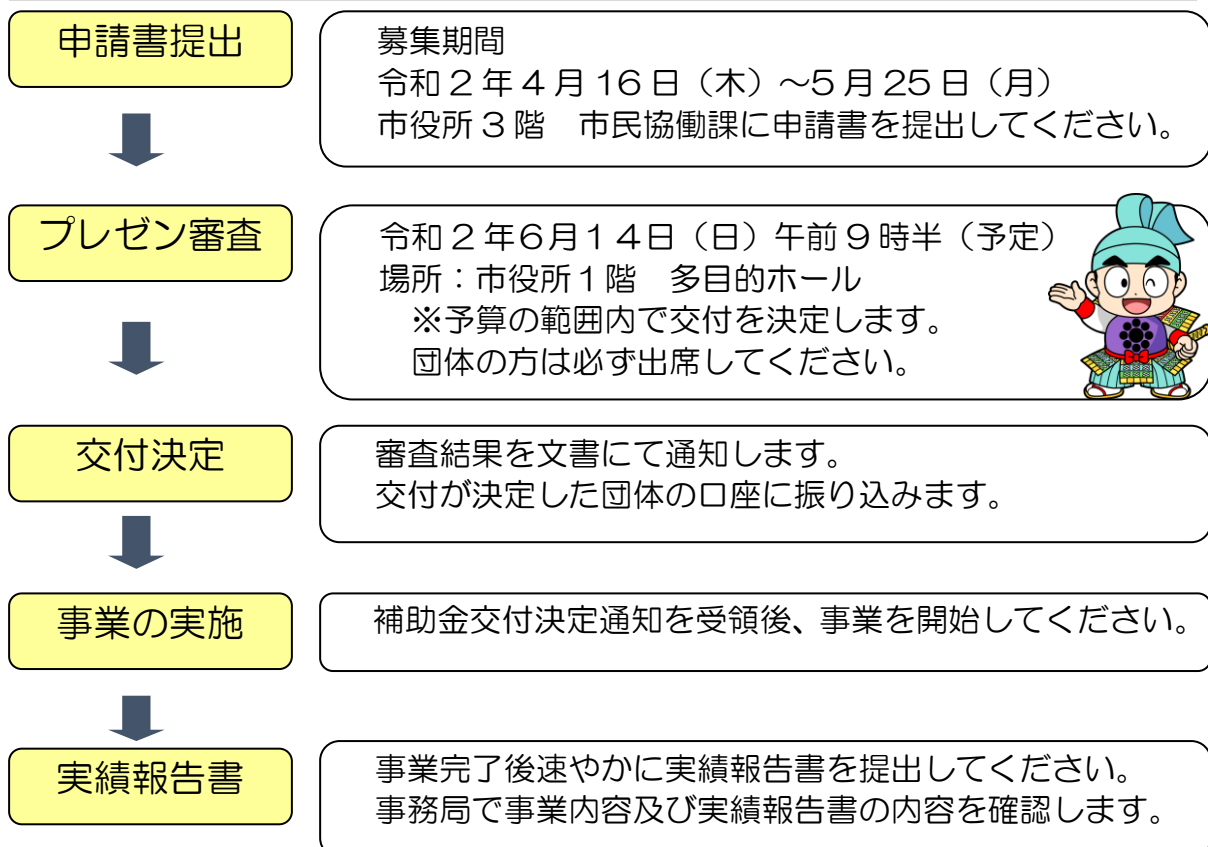 申請書提出
募集期間
令和２年４月16日（木）～5月25日（月）
市役所３階　市民協働課に申請書を提出してください。
プレゼン審査
令和２年６月１４日（日）午前９時半（予定）
場所：市役所１階　多目的ホール
※予算の範囲内で交付を決定します。
団体の方は必ず出席してください。
交付決定
審査結果を文書にて通知します。
交付が決定した団体の口座に振り込みます。
事業の実施
補助金交付決定通知を受領後、事業を開始してください。
実績報告書
事業完了後速やかに実績報告書を提出してください。
事務局で事業内容及び実績報告書の内容を確認します。